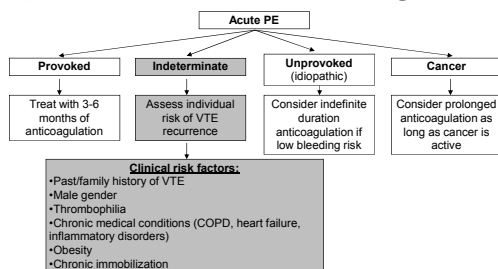 Acute PE
Provoked
Indeterminate
Unprovoked
(idiopathic)
Cancer
Treat with 3-6
months of
anticoagulation
Assess individual
risk of VTE
recurrence
Consider indefinite
duration
anticoagulation if
low bleeding risk
Consider prolonged
anticoagulation as
long as cancer is
active
Clinical risk factors:
•Past/family history of VTE
•Male gender
•Thrombophilia
•Chronic medical conditions (COPD, heart failure,
inflammatory disorders)
•Obesity
•Chronic immobilization